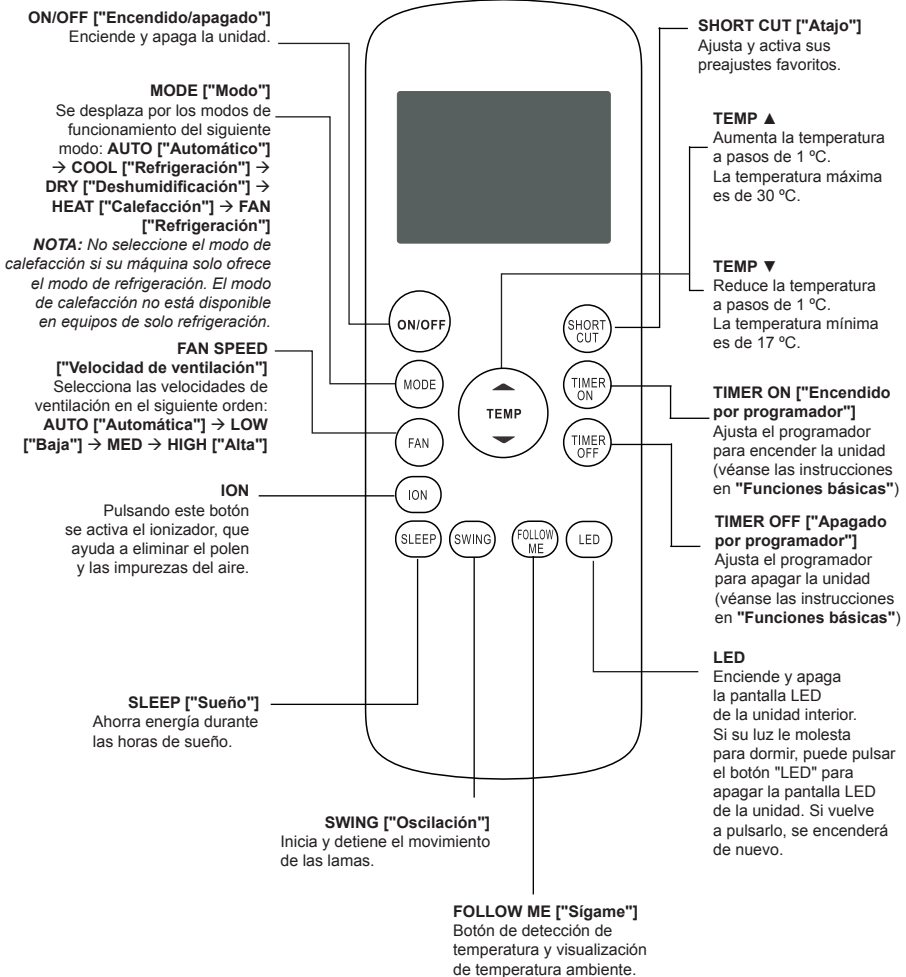 ON/OFF ["Encendido/apagado"]
Enciende y apaga la unidad.
MODE ["Modo"]
Se desplaza por los modos de
funcionamiento del siguiente
modo: AUTO ["Automático"]
→ COOL ["Refrigeración"] →
DRY ["Deshumidificación"] →
HEAT ["Calefacción"] → FAN
["Refrigeración"]
NOTA: No seleccione el modo de
calefacción si su máquina solo ofrece
el modo de refrigeración. El modo
de calefacción no está disponible
en equipos de solo refrigeración.
FAN SPEED
["Velocidad de ventilación"]
Selecciona las velocidades de
ventilación en el siguiente orden:
AUTO ["Automática"] → LOW
["Baja"] → MED → HIGH ["Alta"]
ION
Pulsando este botón
se activa el ionizador, que
ayuda a eliminar el polen
y las impurezas del aire.
SLEEP ["Sueño"]
Ahorra energía durante
las horas de sueño.
SWING ["Oscilación"]
Inicia y detiene el movimiento
de las lamas.
FOLLOW ME ["Sígame"]
Botón de detección de
temperatura y visualización
de temperatura ambiente.
ON/OFF
MODE
FAN
ION
SLEEP
SWING
TEMP
SHORT
CUT
TIMER
ON
TIMER
OFF
FOLLOW
ME
LED
SHORT CUT ["Atajo"]
Ajusta y activa sus
preajustes favoritos.
TEMP ▲
Aumenta la temperatura
a pasos de 1 ºC.
La temperatura máxima
es de 30 ºC.
TEMP ▼
Reduce la temperatura
a pasos de 1 ºC.
La temperatura mínima
es de 17 ºC.
TIMER ON ["Encendido
por programador"]
Ajusta el programador
para encender la unidad
(véanse las instrucciones
en "Funciones básicas")
TIMER OFF ["Apagado
por programador"]
Ajusta el programador
para apagar la unidad
(véanse las instrucciones
en "Funciones básicas")
LED
Enciende y apaga
la pantalla LED
de la unidad interior.
Si su luz le molesta
para dormir, puede pulsar
el botón "LED" para
apagar la pantalla LED
de la unidad. Si vuelve
a pulsarlo, se encenderá
de nuevo.